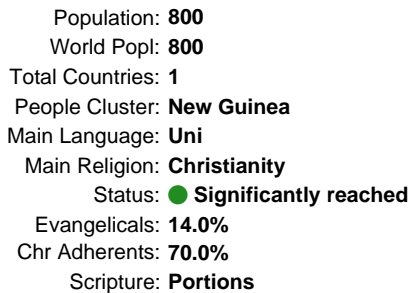 Population: 800
World Popl: 800
Total Countries: 1
People Cluster: New Guinea
Main Language: Uni
Main Religion: Christianity
Status: Significantly reached
Evangelicals: 14.0%
Chr Adherents: 70.0%
Scripture: Portions